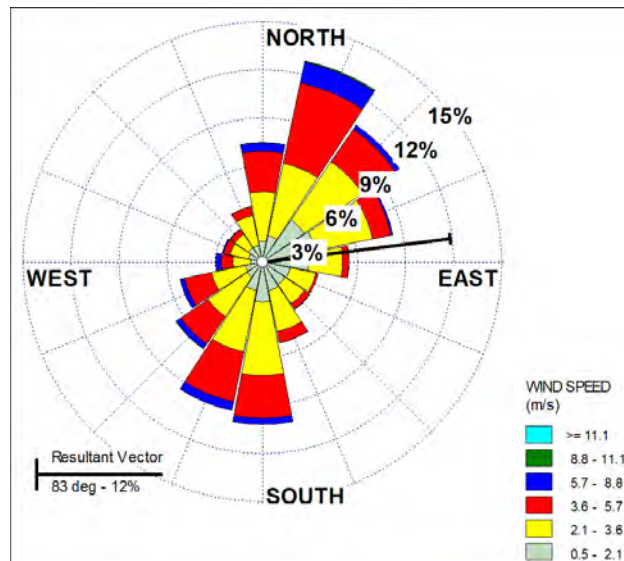 NORTH
15%
12%
9%
6%
3%
WEST
EAST
WIND SPEED
(m/s)
>= 11.1
8.8 - 11.1
5.7 - 8.8
3.6 - 5.7
2.1 - 3.6
0.5 - 2.1
Resultant Vector
83 deg - 12%
SOUTH